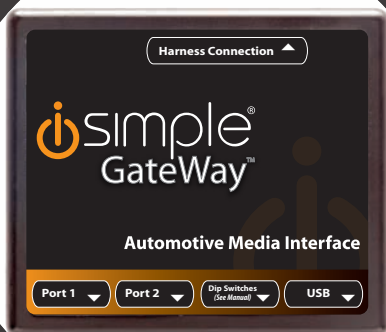 Harness Connection
isimple®
GateWay™
Automotive Media Interface
Port 1
Port 2
Dip Switches
(See Manual)
USB